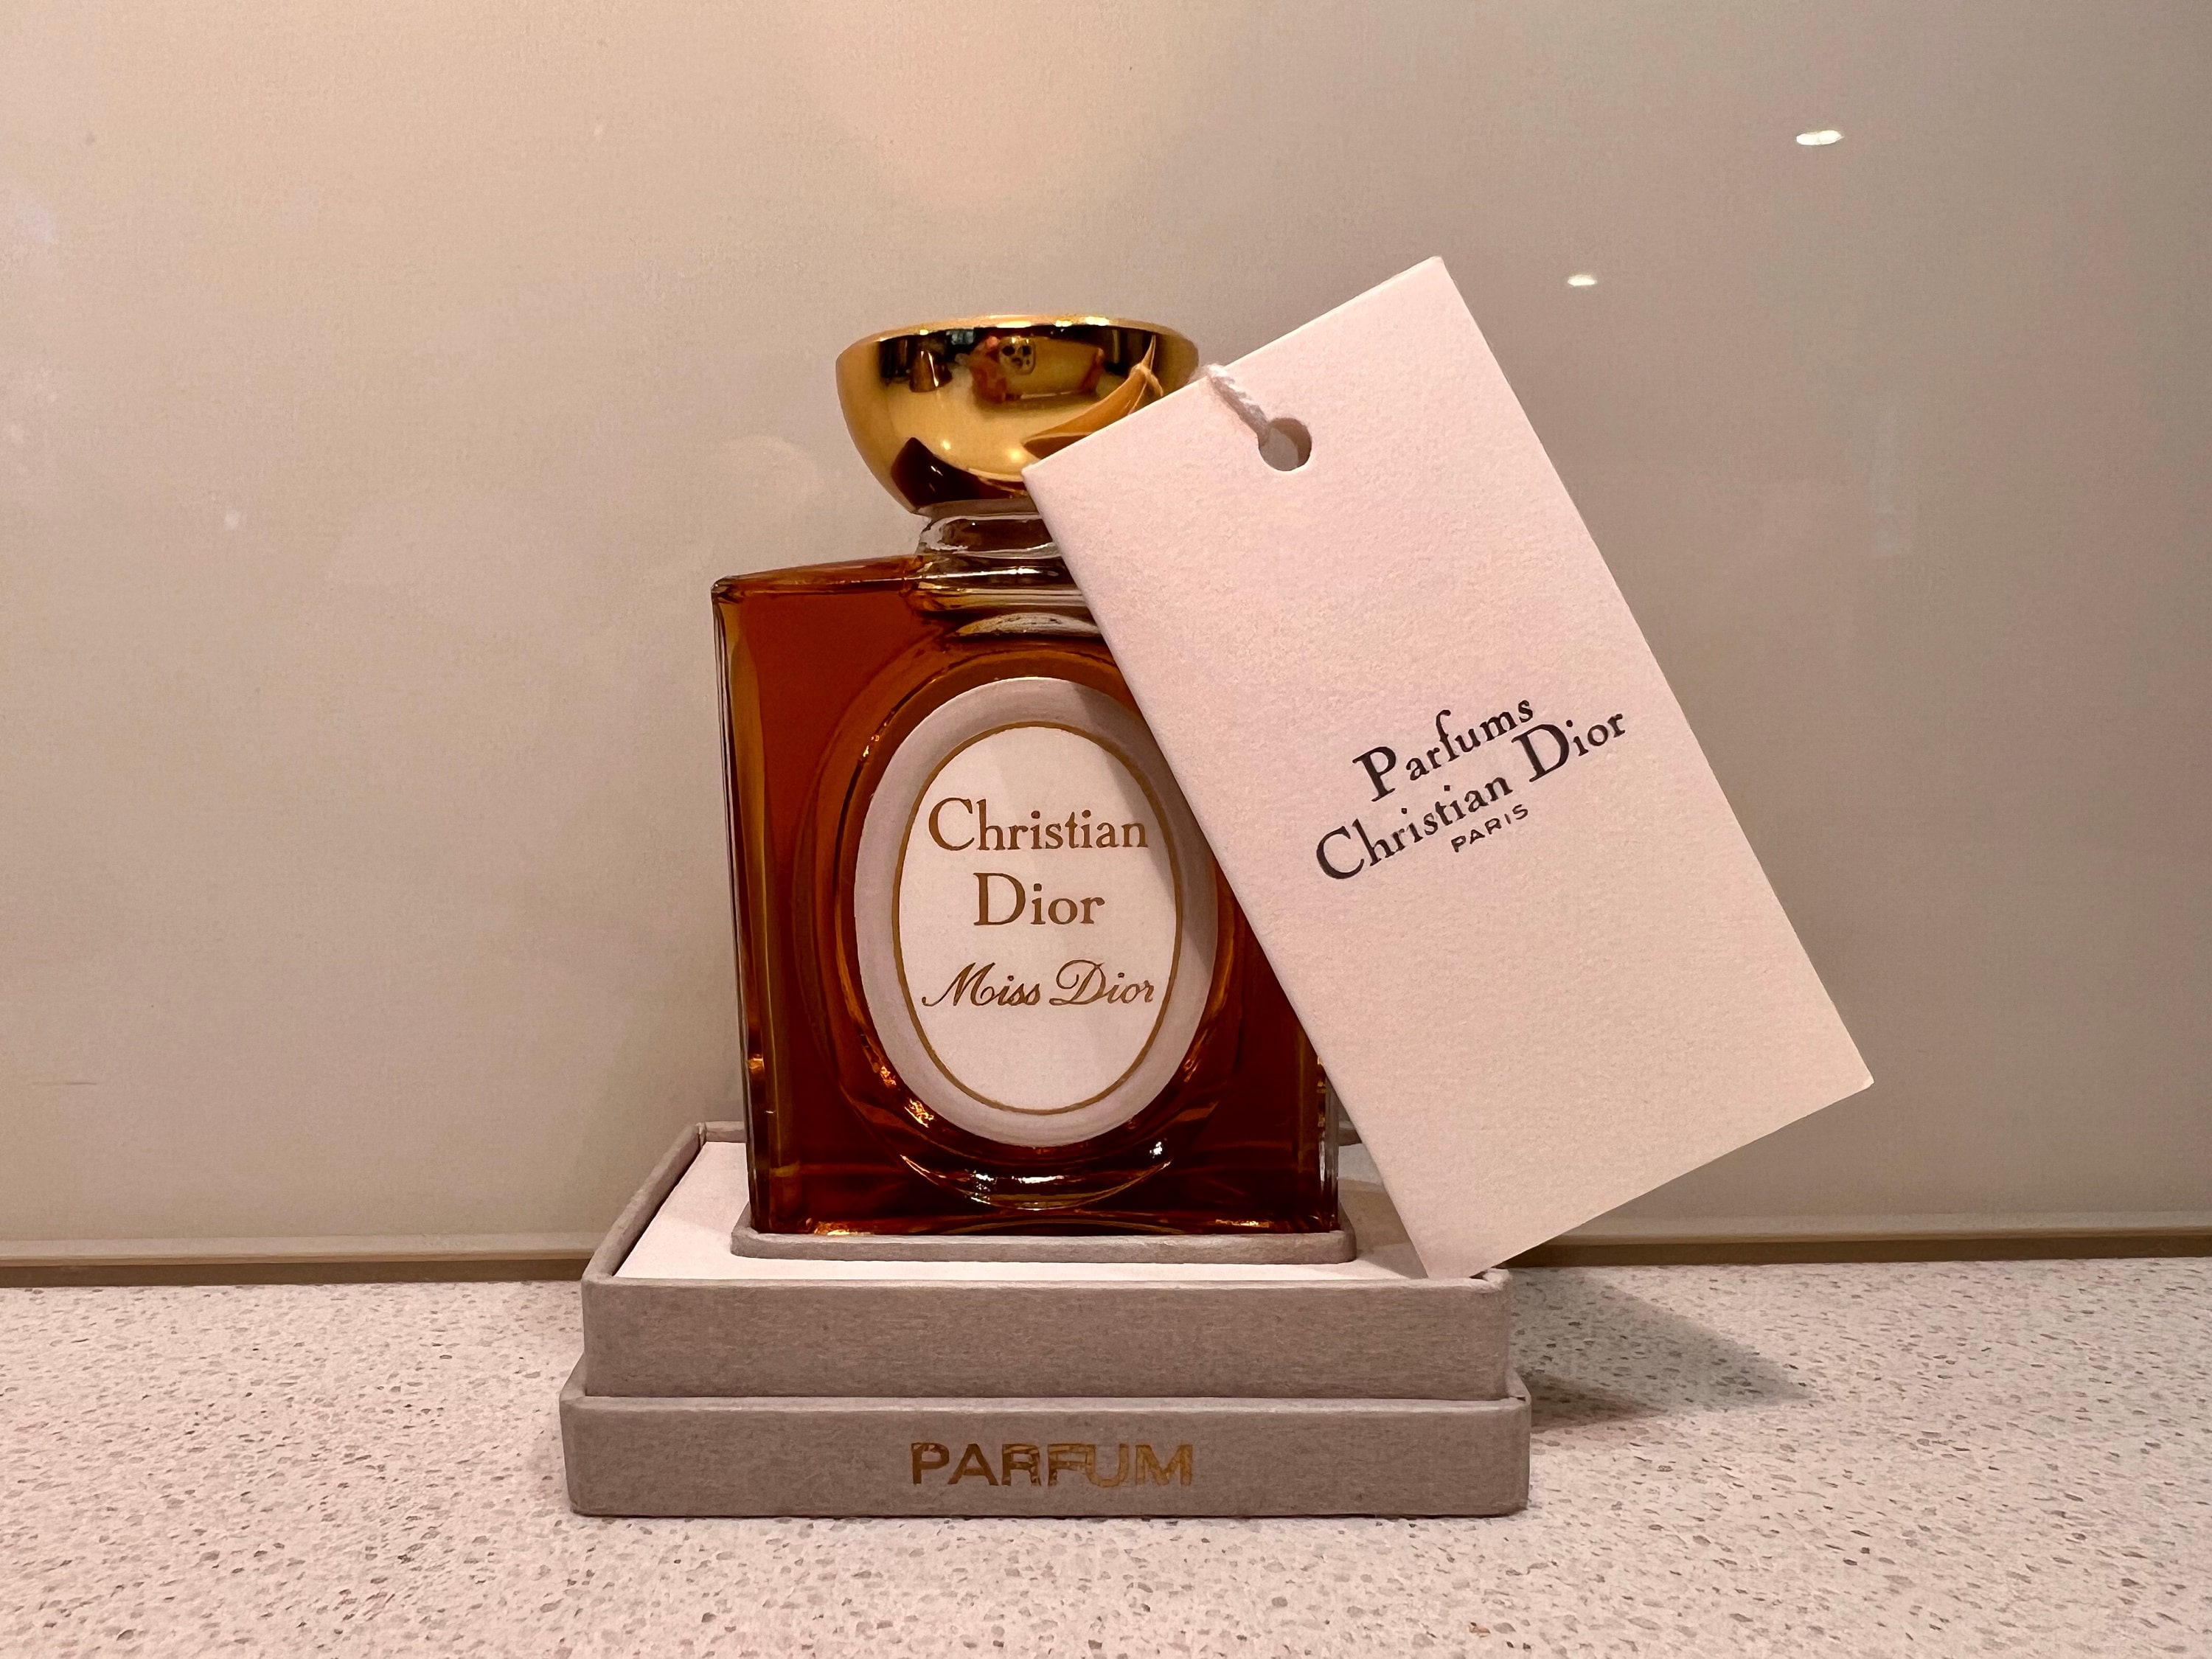 Christian
Dior
Miss Dior
Parfums
Christian Dior
PARIS
PARFUM